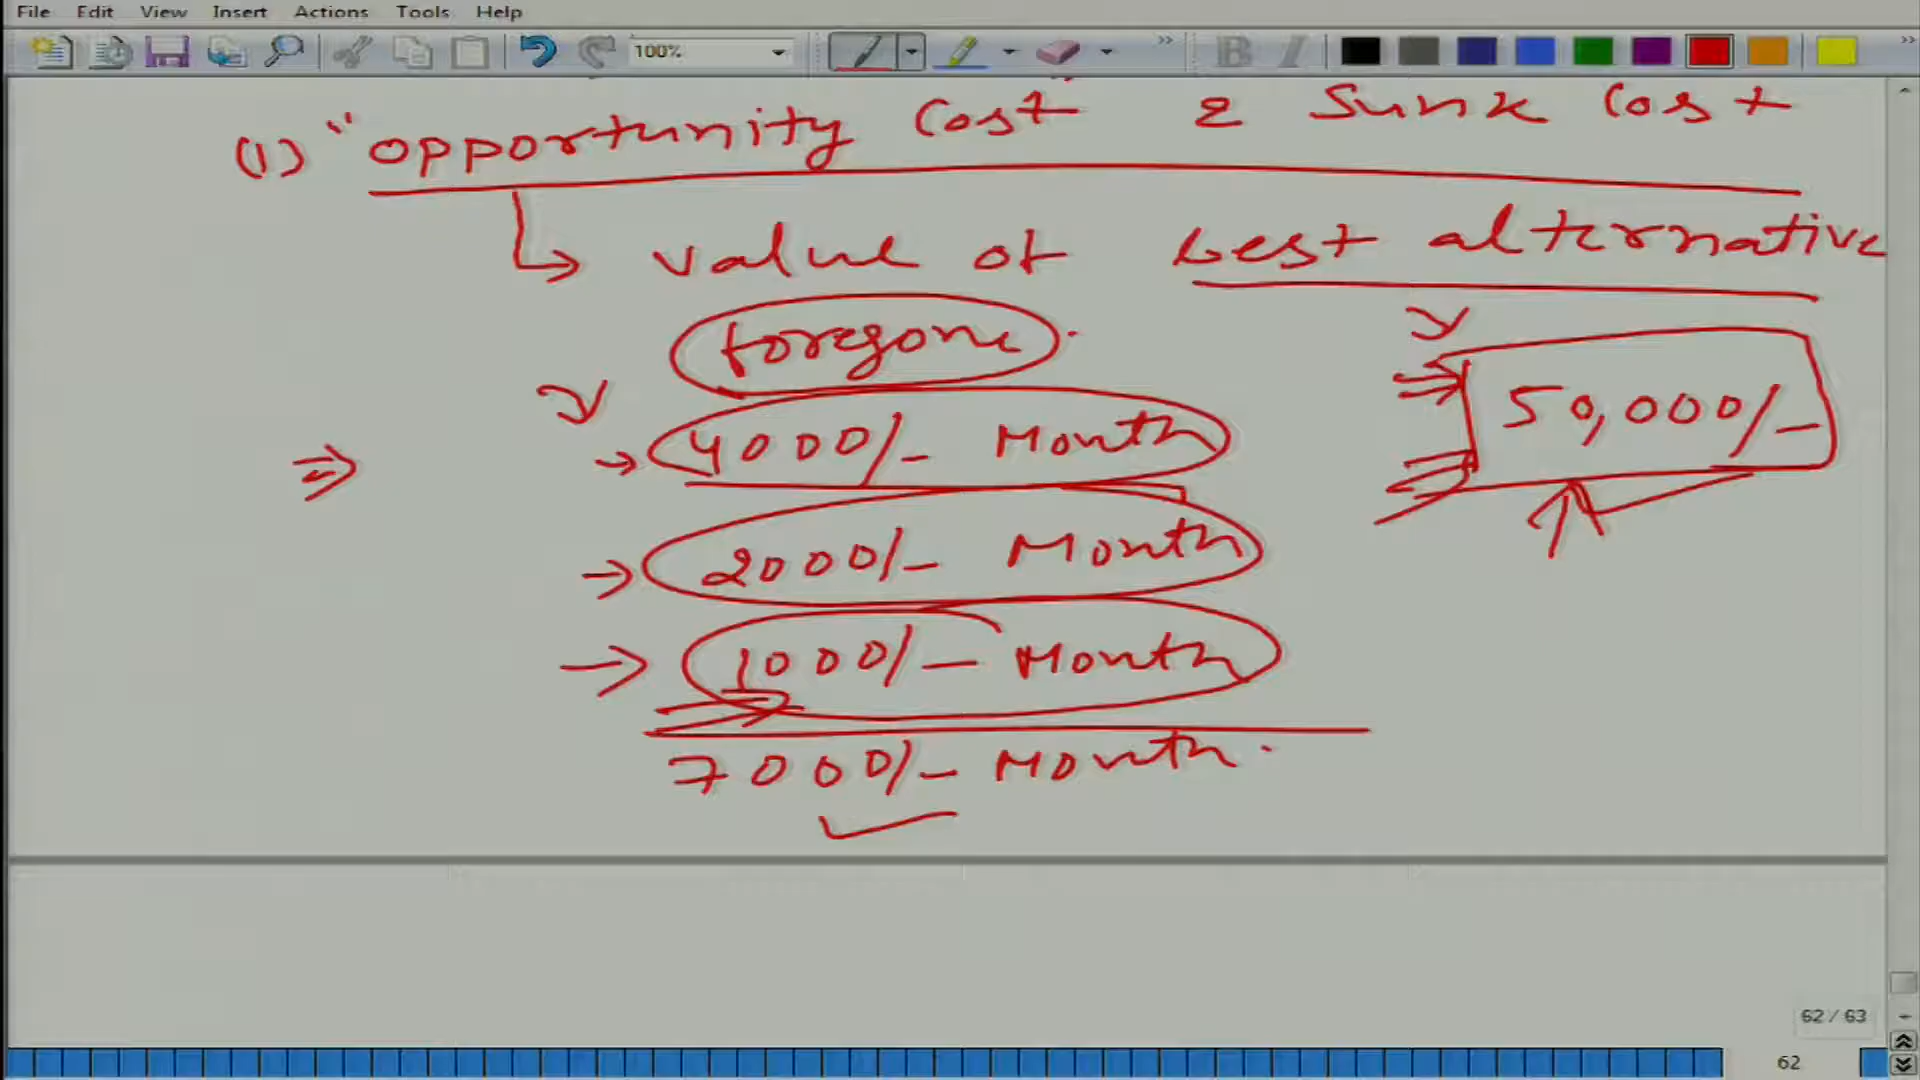 File Edit View Insert Actions Tools Help
100%
B I
(1) "opportunity Cost" & Sunk Cost
value of best alternative
foregone.
4000/- Month
50,000/-
2000/- Month
1000/- Month
7000/- Month.
62 / 63
62